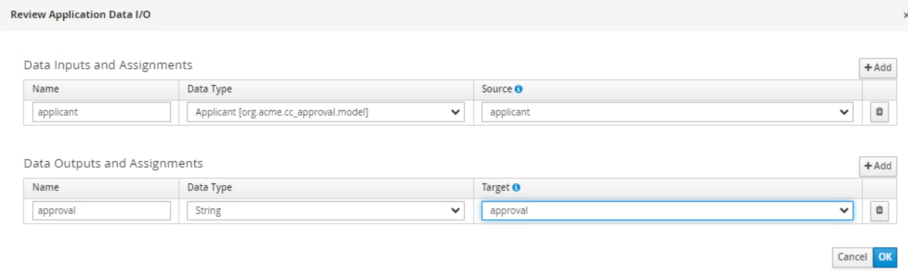 Review Application Data I/O
×
Data Inputs and Assignments
+ Add
Name Data Type Source
applicant Applicant [org.acme.cc_approval.model] applicant
Data Outputs and Assignments
+ Add
Name Data Type Target
approval String approval
Cancel OK